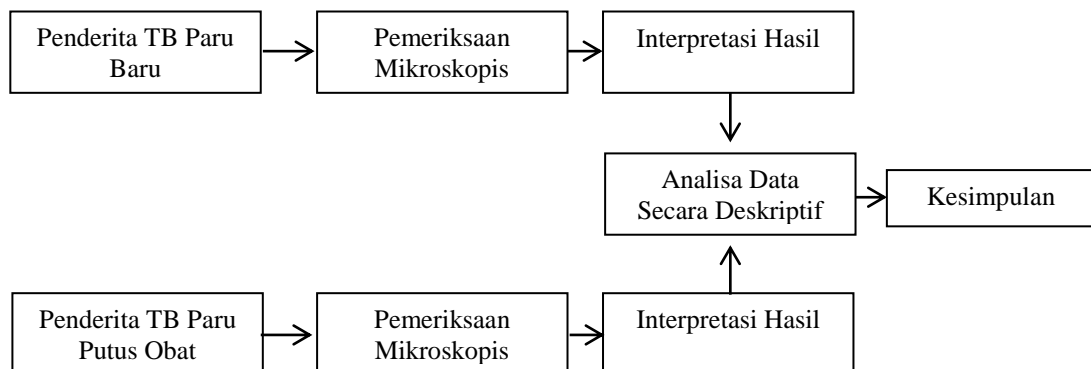 Penderita TB Paru
Baru
Pemeriksaan
Mikroskopis
Interpretasi Hasil
Analisa Data
Secara Deskriptif
Kesimpulan
Penderita TB Paru
Putus Obat
Pemeriksaan
Mikroskopis
Interpretasi Hasil